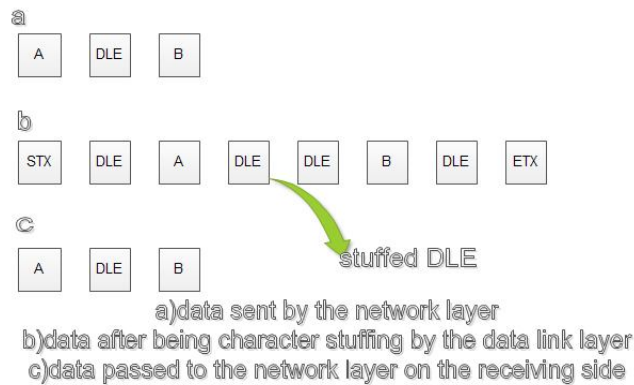 a
A DLE B
b
STX DLE A DLE DLE B DLE ETX
c
A DLE B
stuffed DLE
a)data sent by the network layer
b)data after being character stuffing by the data link layer
c)data passed to the network layer on the receiving side